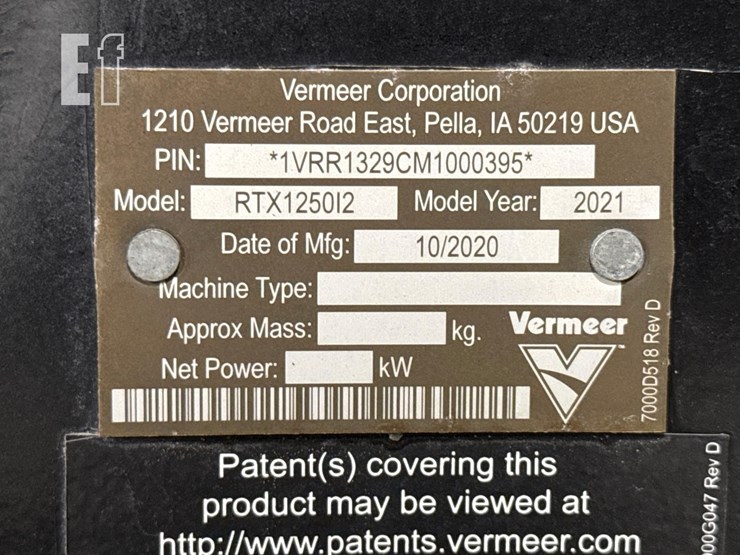 Ef
Vermeer Corporation
1210 Vermeer Road East, Pella, IA 50219 USA
PIN: *1VRR1329CM1000395*
Model: RTX1250I2 Model Year: 2021
Date of Mfg: 10/2020
Machine Type:
Approx Mass: kg.
Vermeer
Net Power: kW
7000D518 Rev D
Patent(s) covering this
product may be viewed at
http://www.patents.vermeer.com
00G047 Rev D